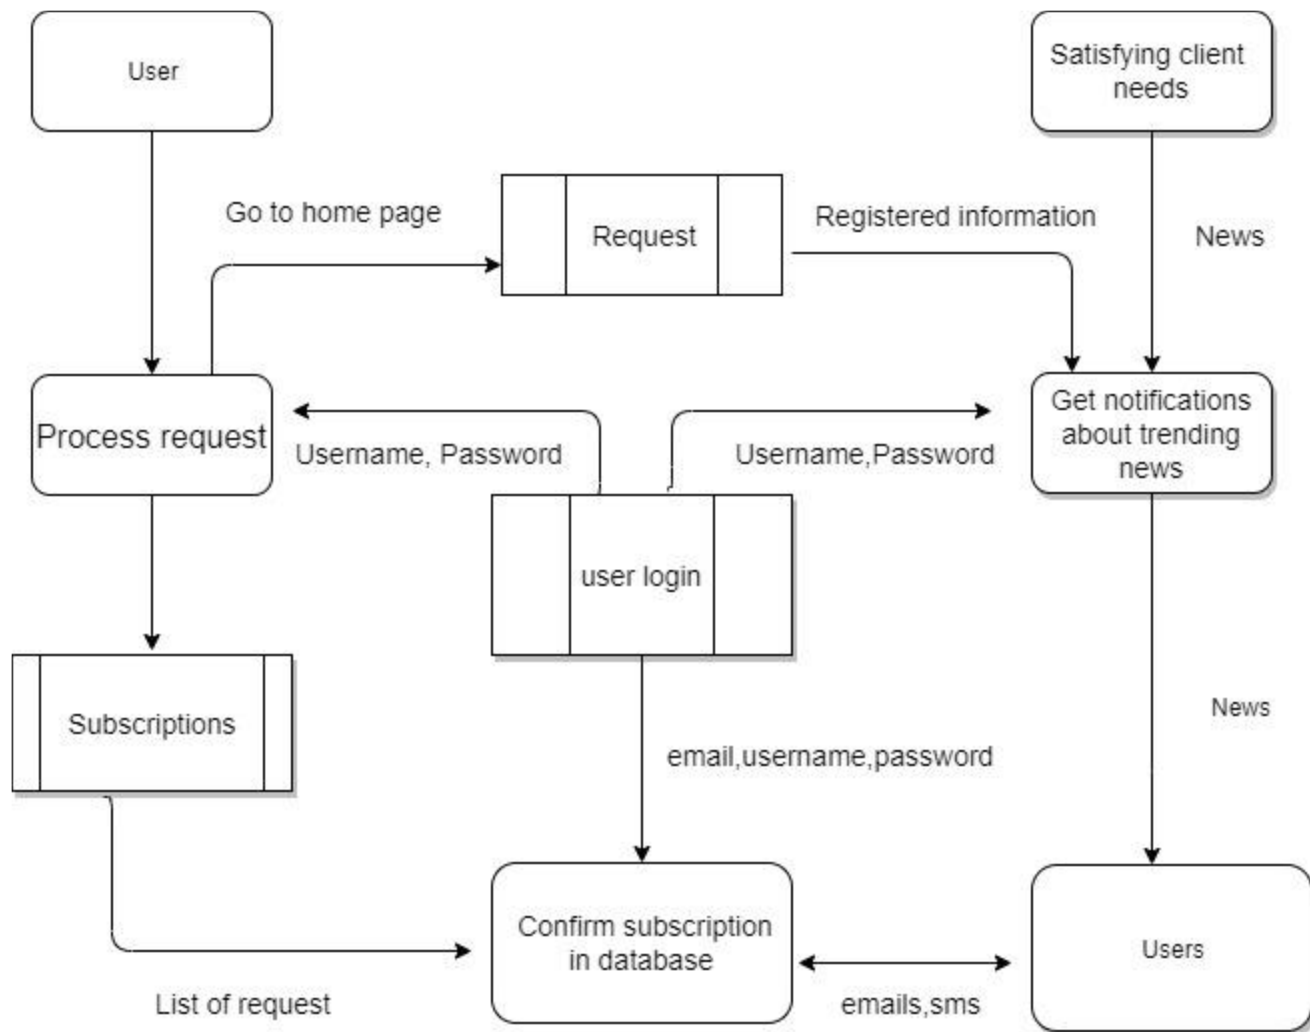 User
Satisfying client
needs
Go to home page
Request
Registered information
News
Process request
Username, Password
Username,Password
Get notifications
about trending
news
user login
Subscriptions
News
email,username,password
Confirm subscription
in database
Users
List of request
emails,sms